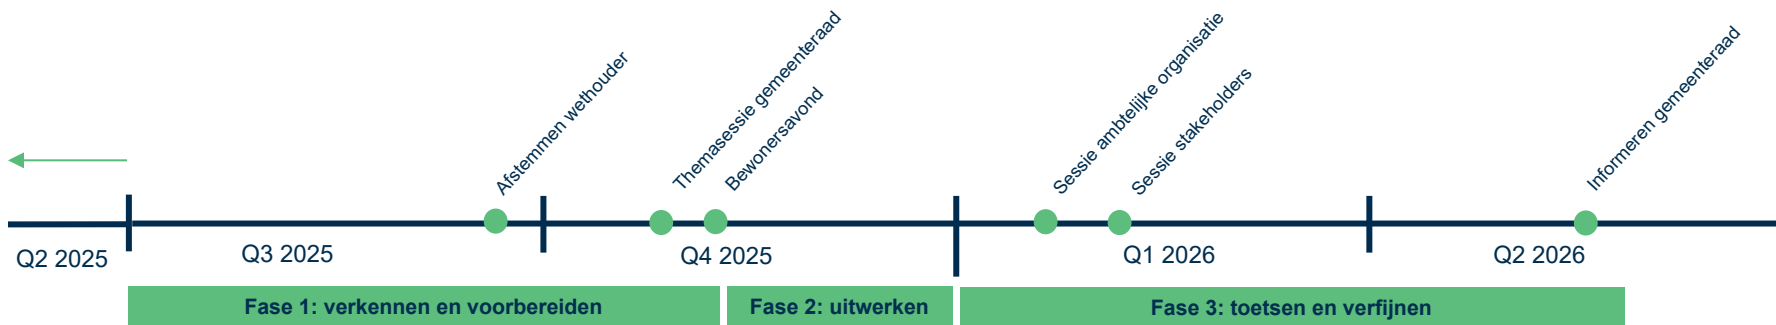 Afstemmen wethouder
Themasessie gemeenteraad
Bewonersavond
Sessie ambtelijke organisatie
Sessie stakeholders
Informeren gemeenteraad
Q2 2025
Q3 2025
Q4 2025
Q1 2026
Q2 2026
Fase 1: verkennen en voorbereiden
Fase 2: uitwerken
Fase 3: toetsen en verfijnen